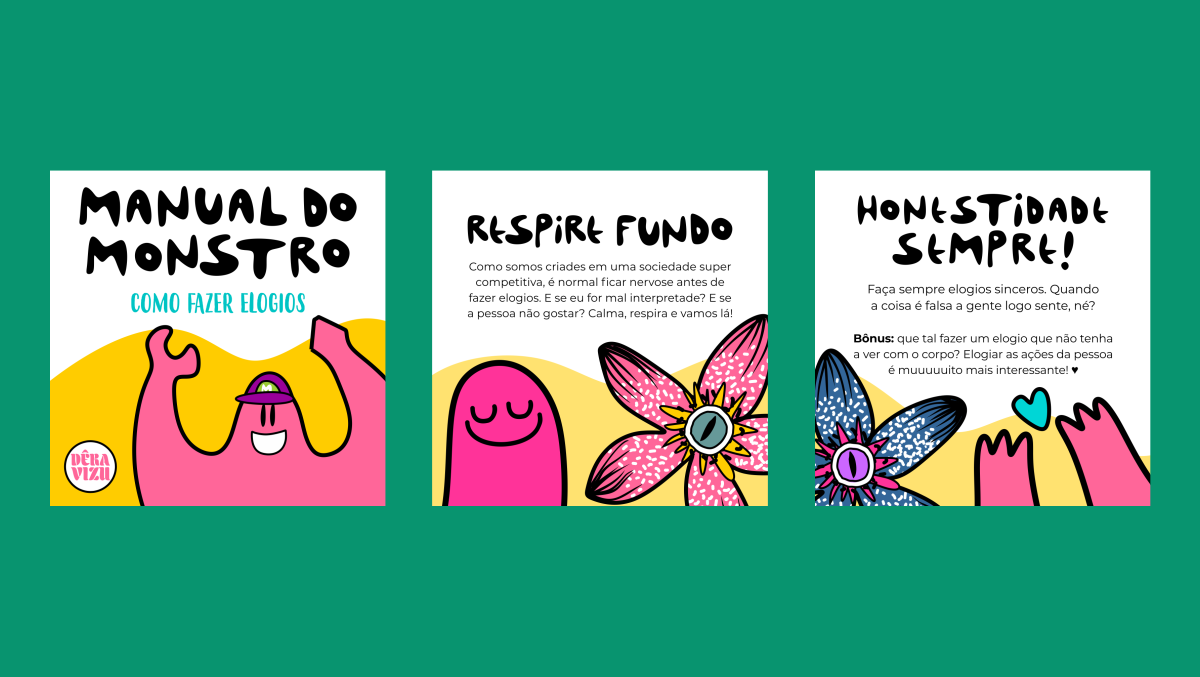 MANUAL DO
MONSTRO
COMO FAZER ELOGIOS
M
DÊRA
VIZU
RESPIRE FUNDO
Como somos criades em uma sociedade super
competitiva, é normal ficar nervose antes de
fazer elogios. E se eu for mal interpretade? E se
a pessoa não gostar? Calma, respira e vamos lá!
HONESTIDADE
SEMPRE!
Faça sempre elogios sinceros. Quando
a coisa é falsa a gente logo sente, né?
Bônus: que tal fazer um elogio que não tenha
a ver com o corpo? Elogiar as ações da pessoa
é muuuuuito mais interessante! ♥